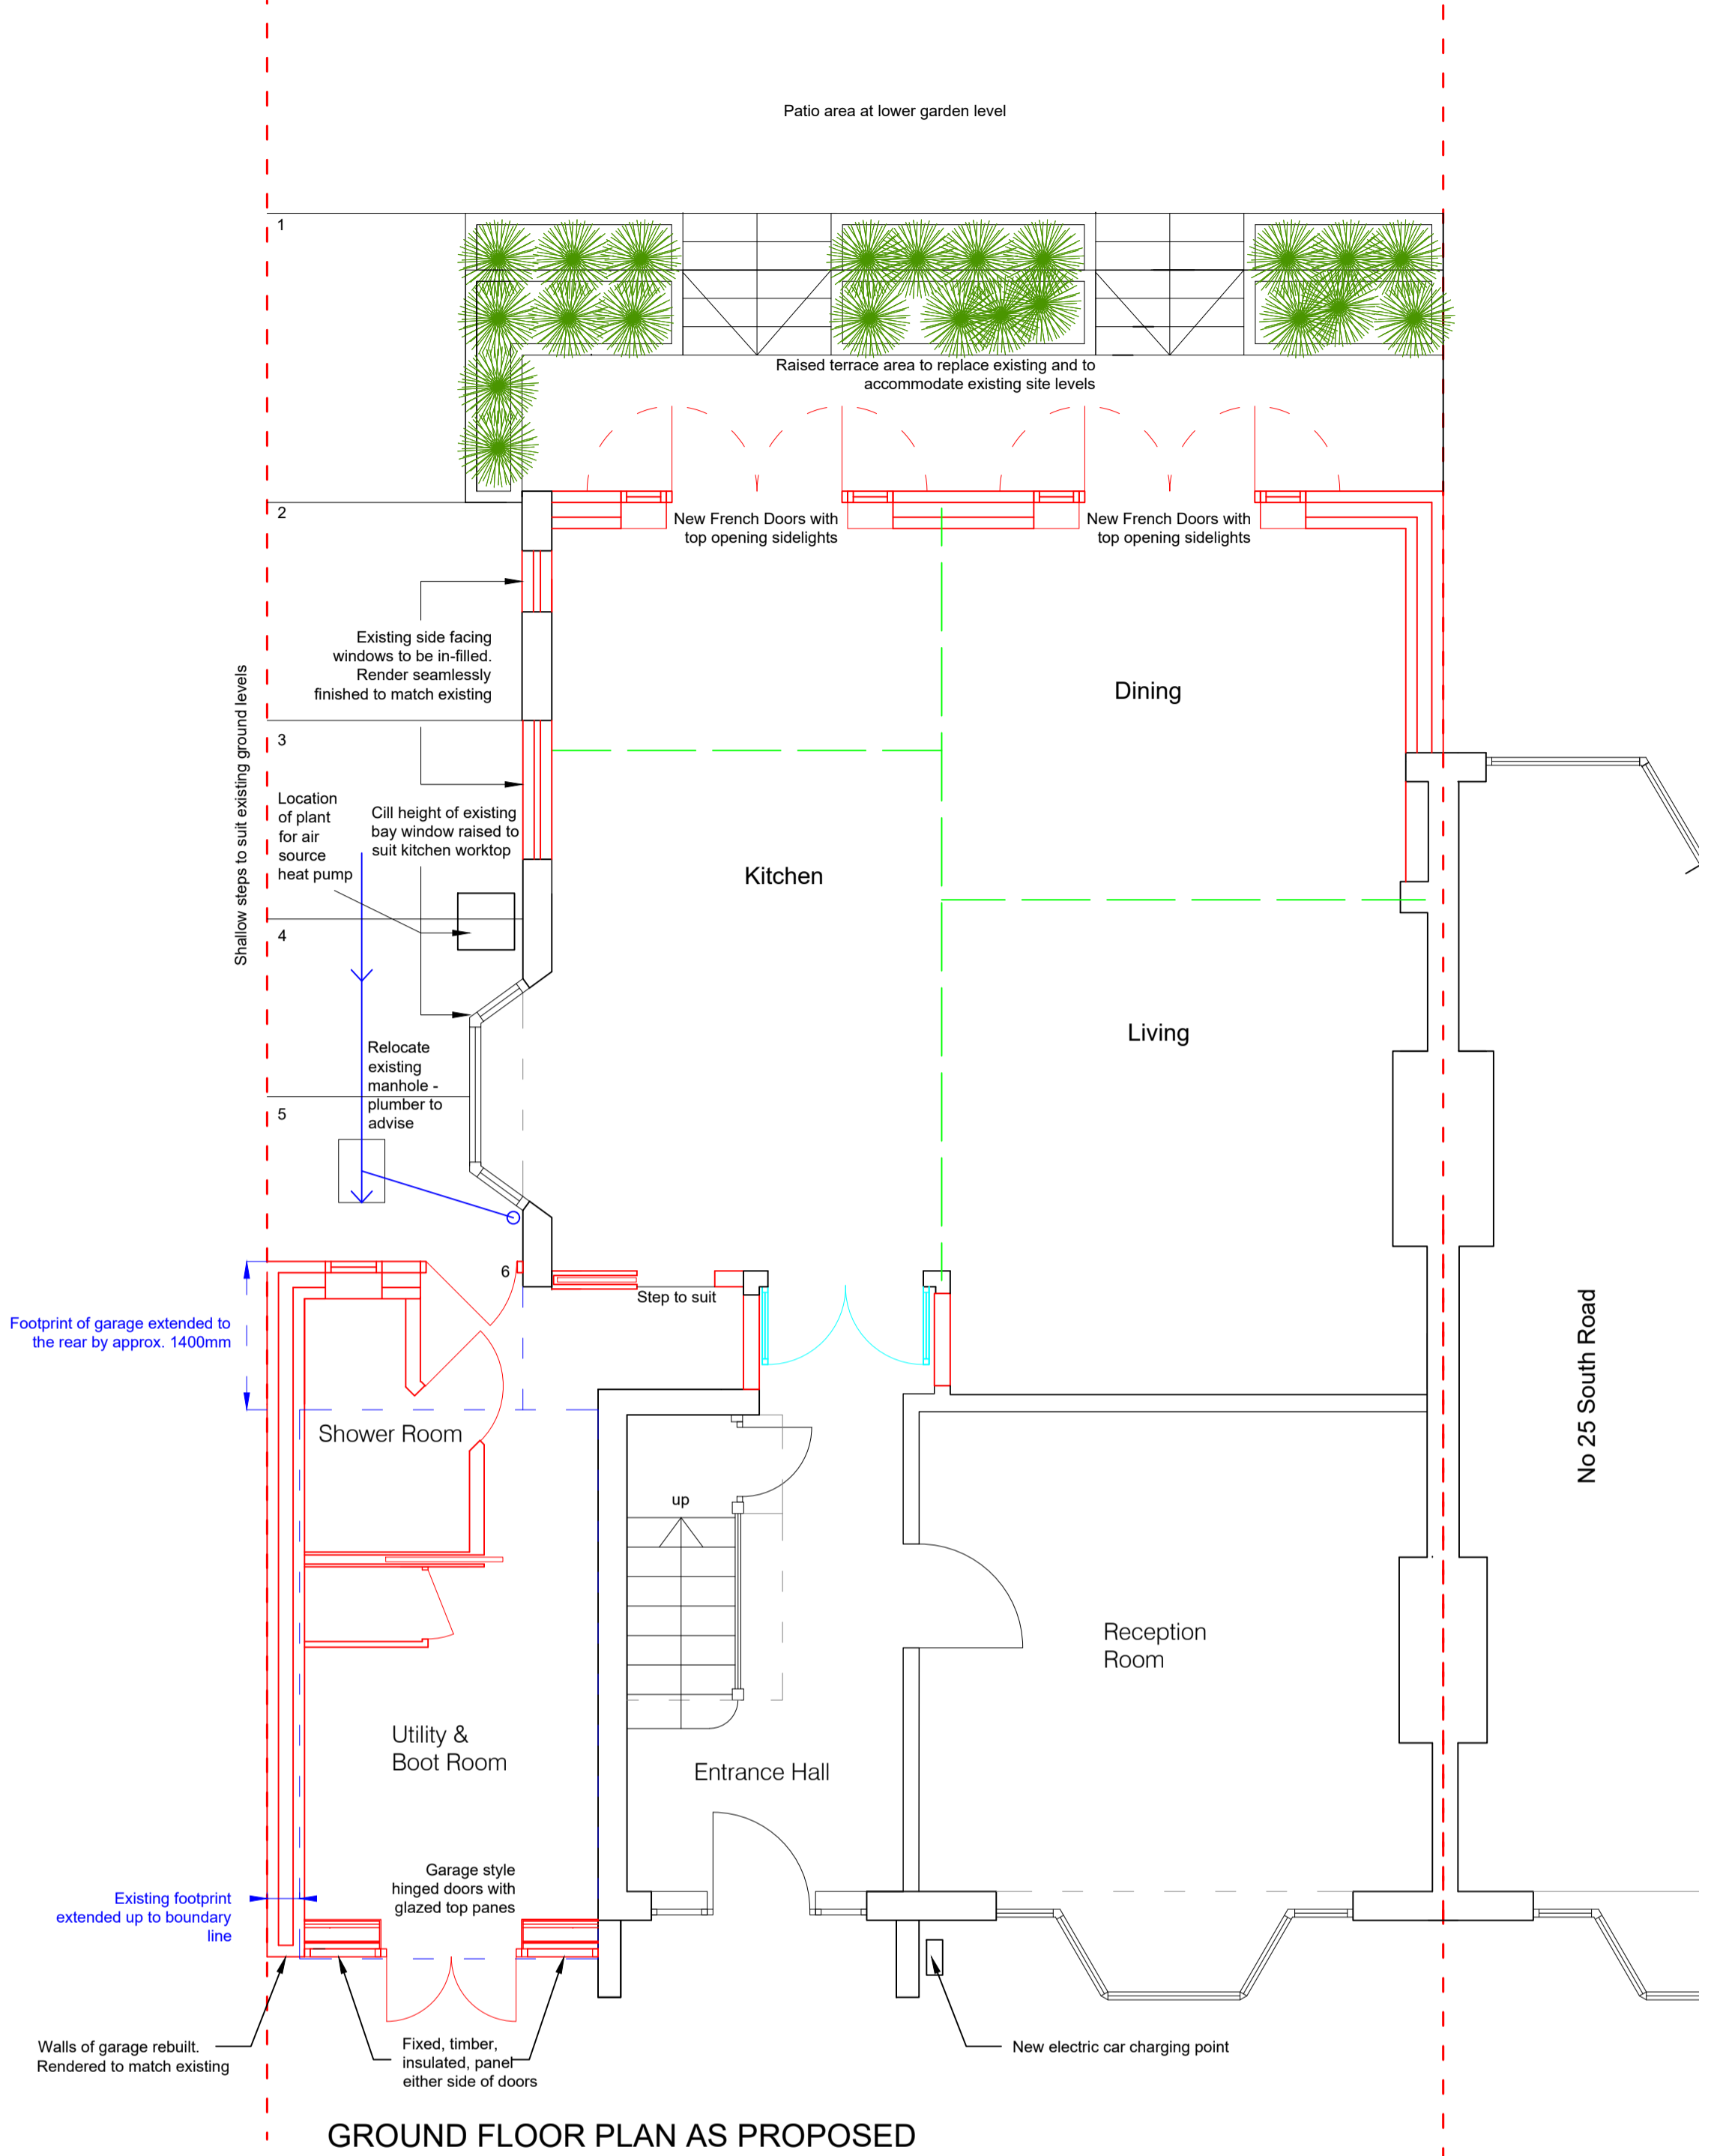 Patio area at lower garden level
1
Raised terrace area to replace existing and to
accommodate existing site levels
2
New French Doors with
top opening sidelights
New French Doors with
top opening sidelights
Existing side facing
windows to be in-filled.
Render seamlessly
finished to match existing
Shallow steps to suit existing ground levels
Dining
3
Location
of plant
for air
source
heat pump
Cill height of existing
bay window raised to
suit kitchen worktop
Kitchen
4
Living
Relocate
existing
manhole -
plumber to
advise
5
6
Step to suit
Footprint of garage extended to
the rear by approx. 1400mm
No 25 South Road
Shower Room
up
Reception
Room
Utility &
Boot Room
Entrance Hall
Garage style
hinged doors with
glazed top panes
Existing footprint
extended up to boundary
line
Walls of garage rebuilt.
Rendered to match existing
Fixed, timber,
insulated, panel
either side of doors
New electric car charging point
GROUND FLOOR PLAN AS PROPOSED